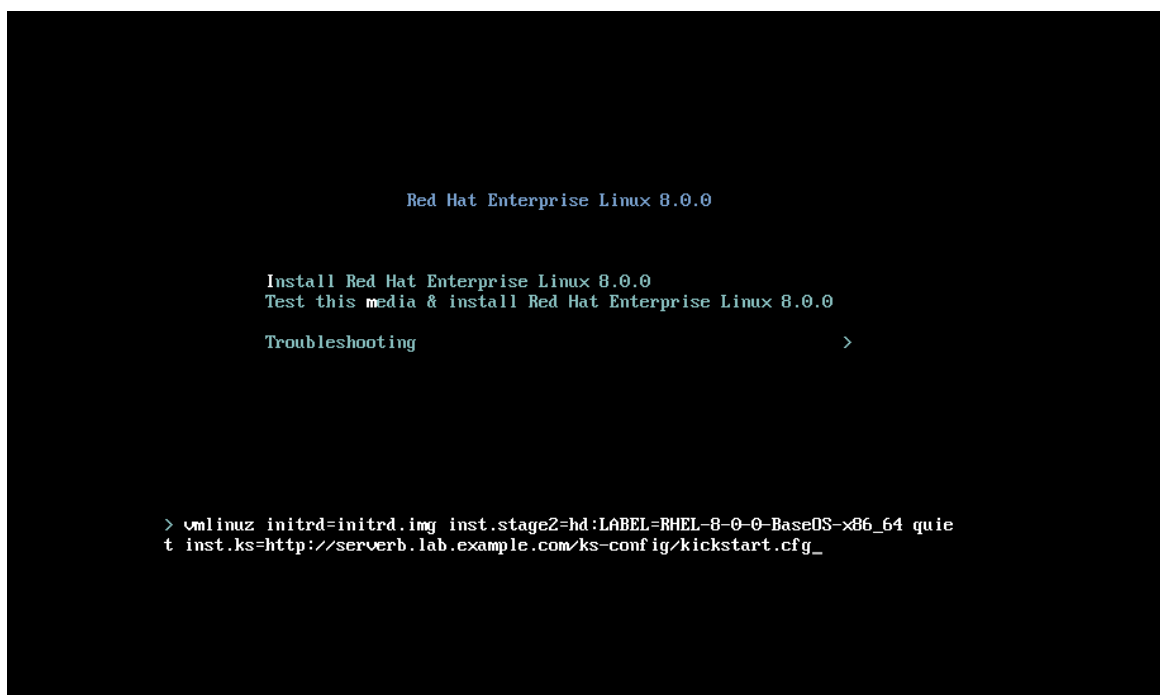 Red Hat Enterprise Linux 8.0.0
Install Red Hat Enterprise Linux 8.0.0
Test this media & install Red Hat Enterprise Linux 8.0.0
Troubleshooting >
> vmlinuz initrd=initrd.img inst.stage2=hd:LABEL=RHEL-8-0-0-BaseOS-x86_64 quie
t inst.ks=http://serverb.lab.example.com/ks-config/kickstart.cfg_